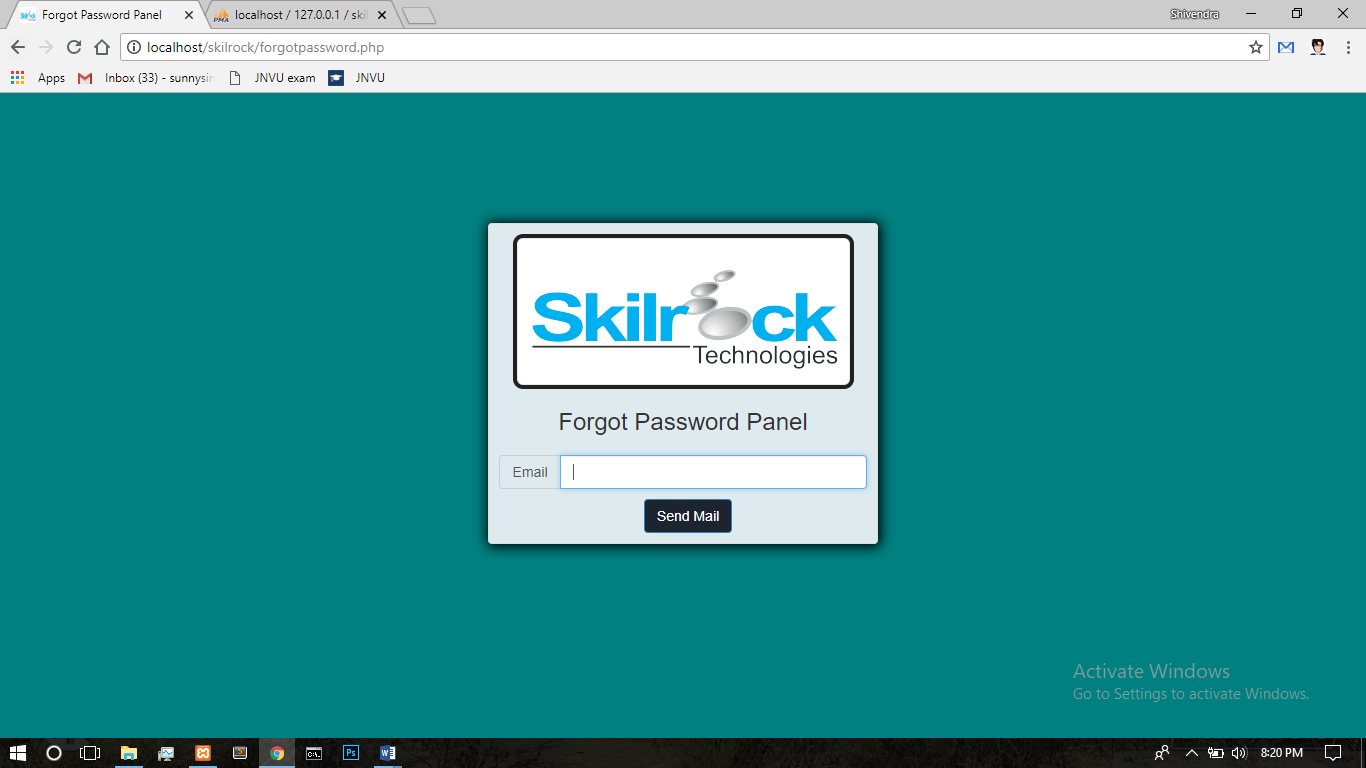 Forgot Password Panel
localhost / 127.0.0.1 / skil
Shivendra
localhost/skilrock/forgotpassword.php
Apps
Inbox (33) - sunnysin
JNVU exam
JNVU
Skilrock
Technologies
Forgot Password Panel
Email
Send Mail
Activate Windows
Go to Settings to activate Windows.
8:20 PM